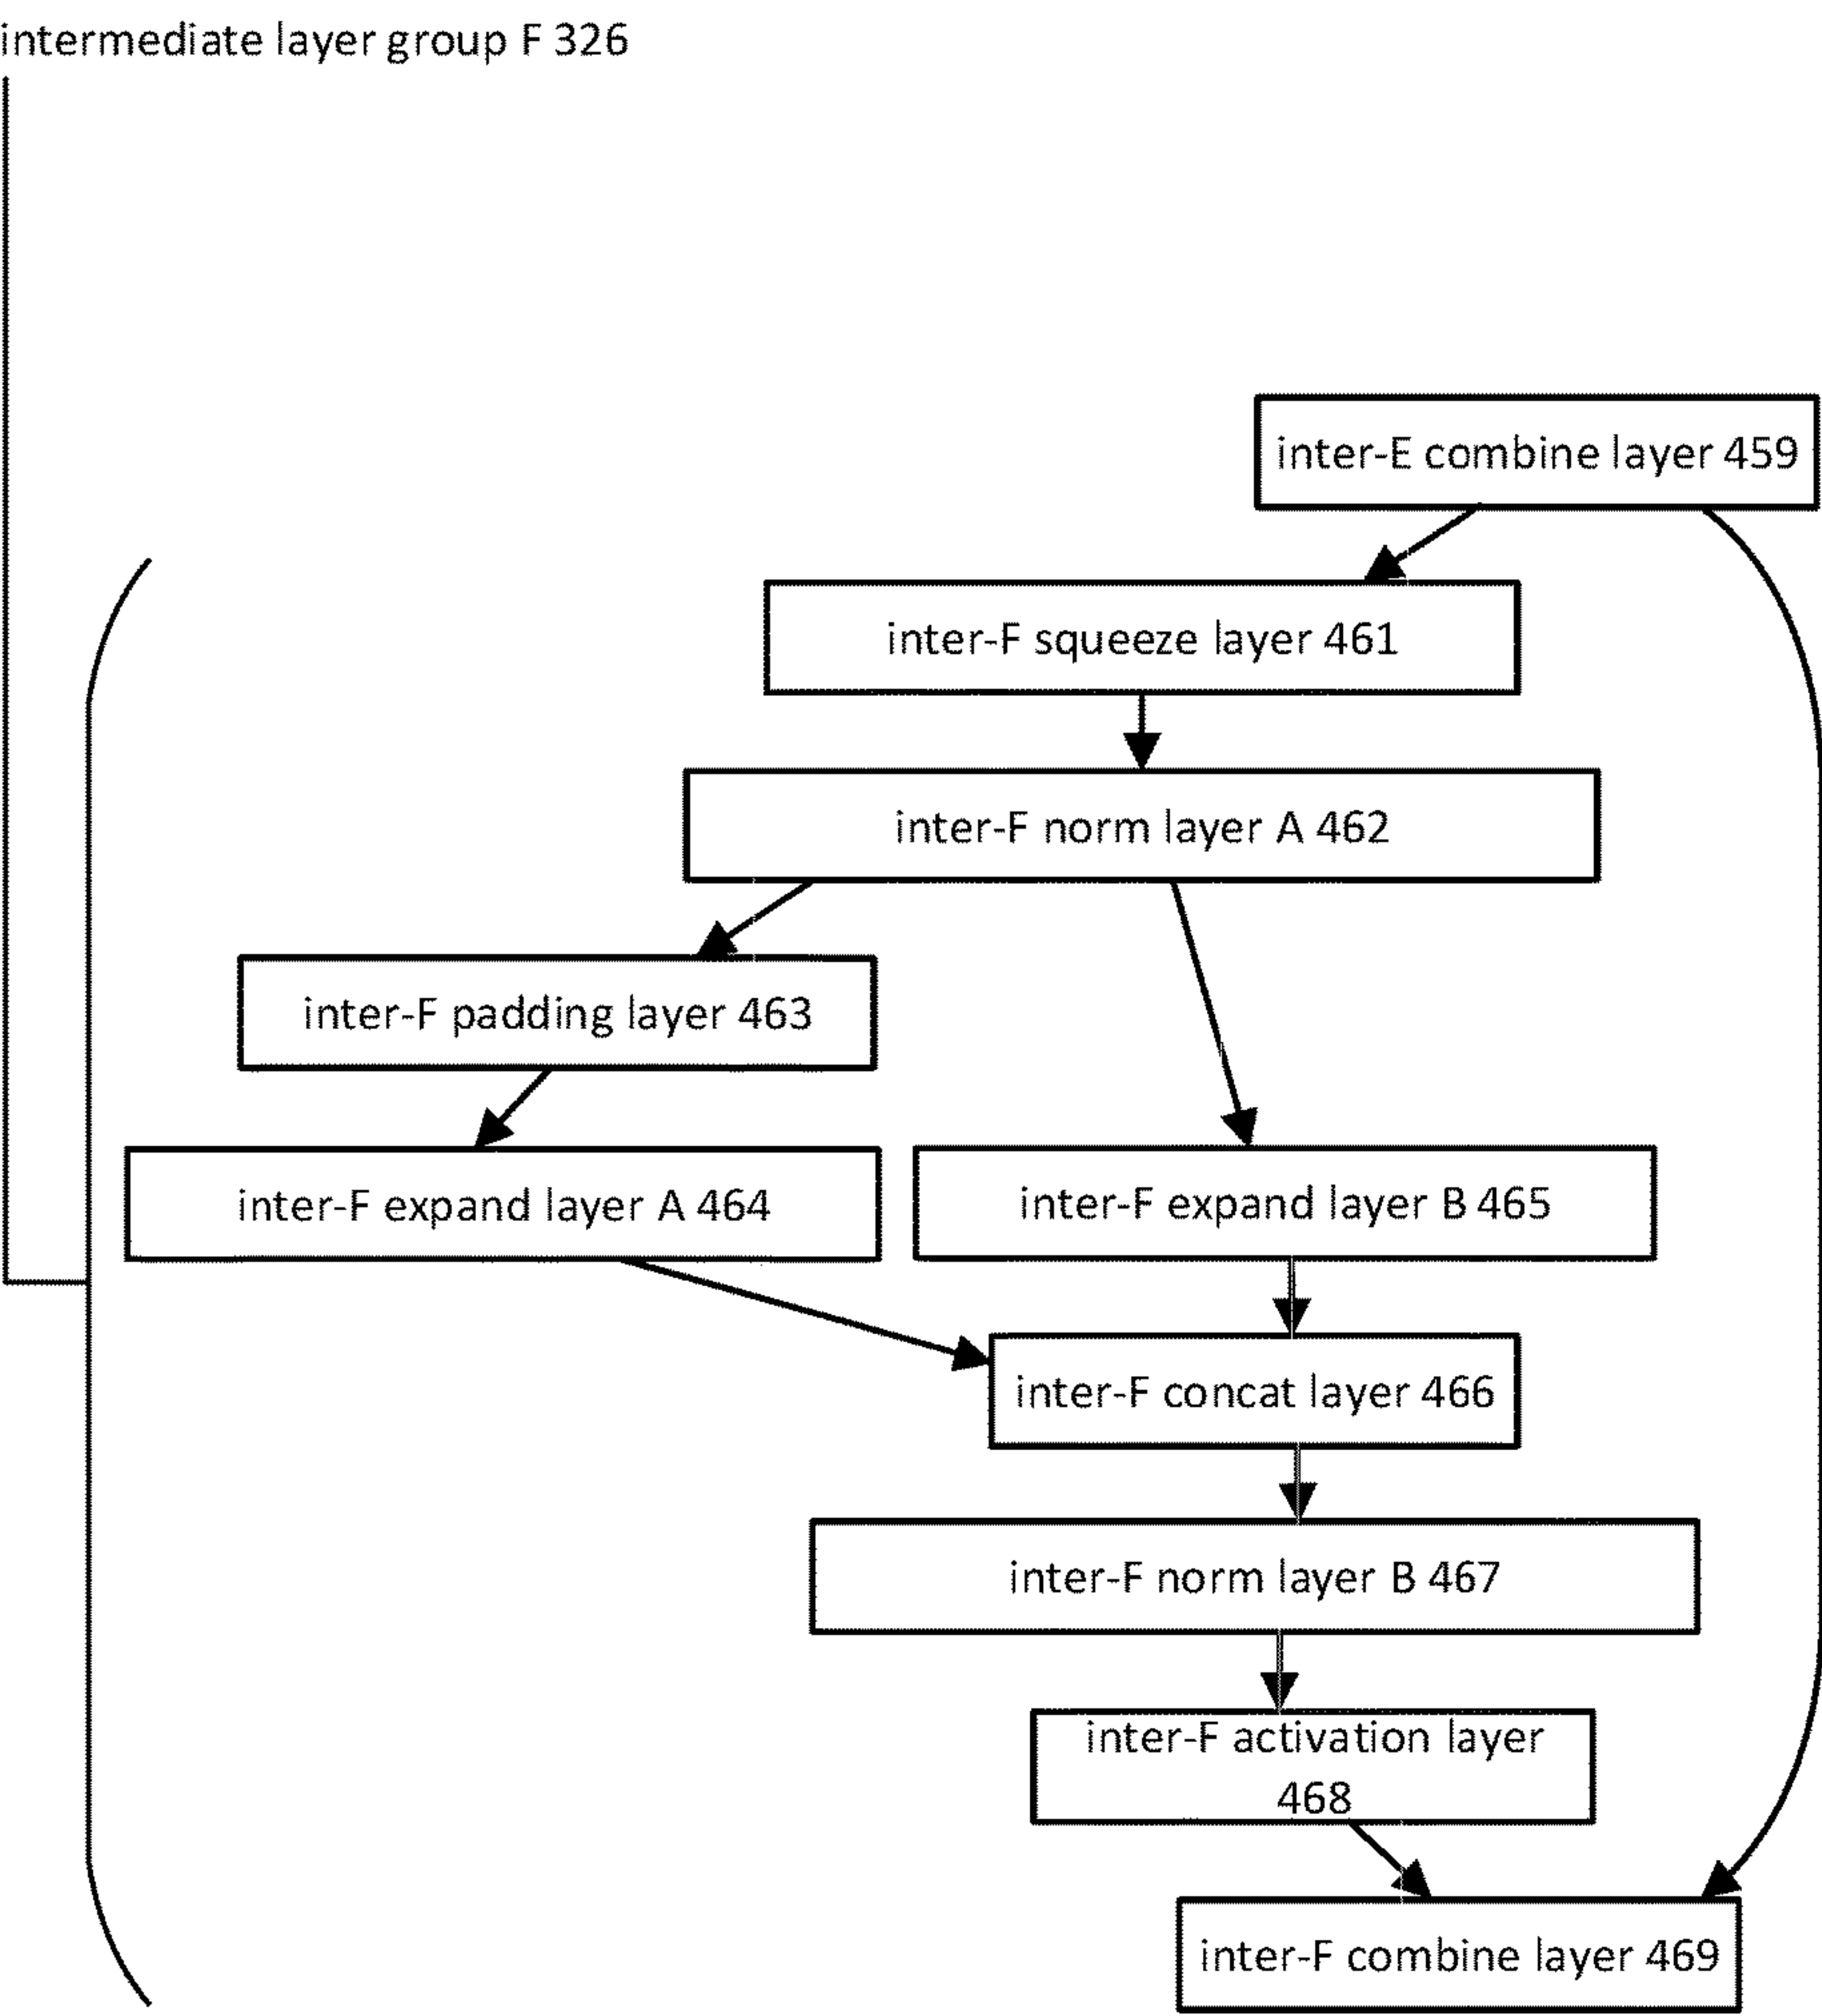 intermediate layer group F 326
inter-E combine layer 459
inter-F squeeze layer 461
inter-F norm layer A 462
inter-F padding layer 463
inter-F expand layer A 464
inter-F expand layer B 465
inter-F concat layer 466
inter-F norm layer B 467
inter-F activation layer
468
inter-F combine layer 469